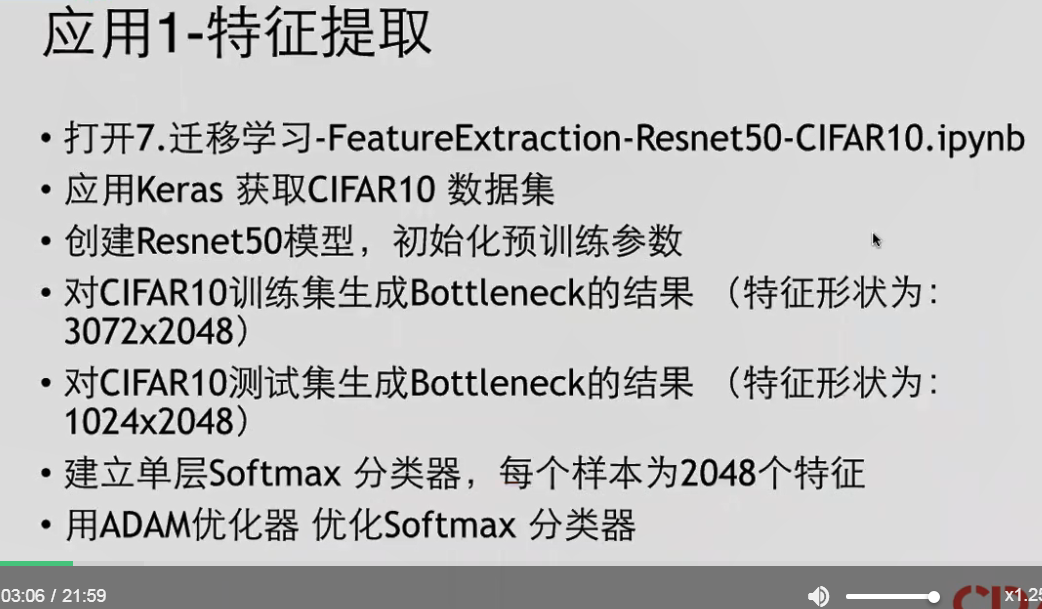 应用1-特征提取
• 打开7.迁移学习-FeatureExtraction-Resnet50-CIFAR10.ipynb
• 应用Keras 获取CIFAR10 数据集
• 创建Resnet50模型，初始化预训练参数
• 对CIFAR10训练集生成Bottleneck的结果 （特征形状为：
3072x2048）
• 对CIFAR10测试集生成Bottleneck的结果 （特征形状为：
1024x2048）
• 建立单层Softmax 分类器，每个样本为2048个特征
• 用ADAM优化器 优化Softmax 分类器
03:06 / 21:59
x1.25